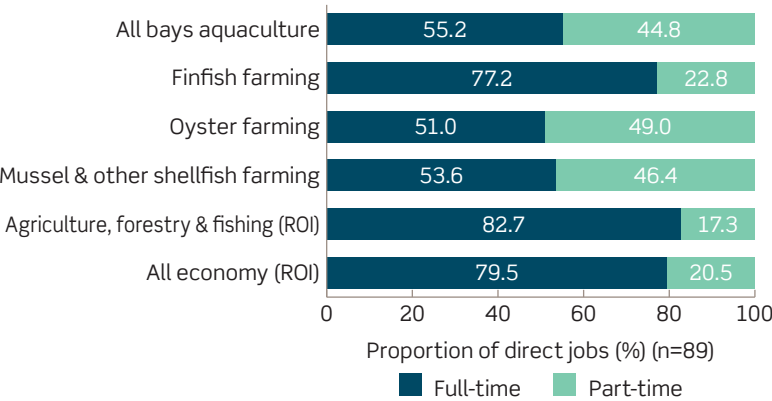 All bays aquaculture 55.2 44.8
Finfish farming 77.2 22.8
Oyster farming 51.0 49.0
Mussel & other shellfish farming 53.6 46.4
Agriculture, forestry & fishing (ROI) 82.7 17.3
All economy (ROI) 79.5 20.5
0 20 40 60 80 100
Proportion of direct jobs (%) (n=89)
Full-time Part-time